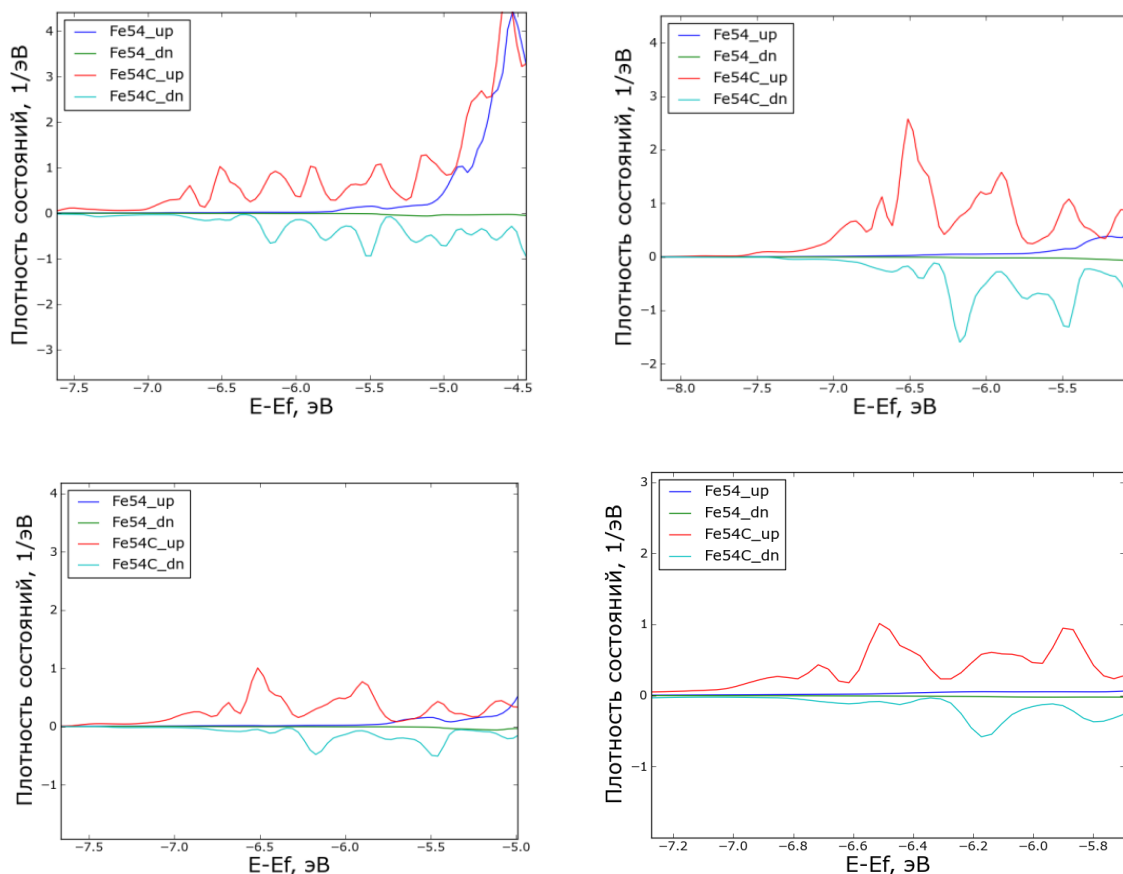 Fe54_up
Fe54_dn
Fe54C_up
Fe54C_dn
Плотность состояний, 1/эВ
4
3
2
1
0
−1
−2
−3
−7.5 −7.0 −6.5 −6.0 −5.5 −5.0 −4.5
E-Ef, эВ
Fe54_up
Fe54_dn
Fe54C_up
Fe54C_dn
Плотность состояний, 1/эВ
4
3
2
1
0
−1
−2
−8.0 −7.5 −7.0 −6.5 −6.0 −5.5
E-Ef, эВ
Fe54_up
Fe54_dn
Fe54C_up
Fe54C_dn
Плотность состояний, 1/эВ
4
3
2
1
0
−1
−7.5 −7.0 −6.5 −6.0 −5.5 −5.0
E-Ef, эВ
Fe54_up
Fe54_dn
Fe54C_up
Fe54C_dn
Плотность состояний, 1/эВ
3
2
1
0
−1
−7.2 −7.0 −6.8 −6.6 −6.4 −6.2 −6.0 −5.8
E-Ef, эВ